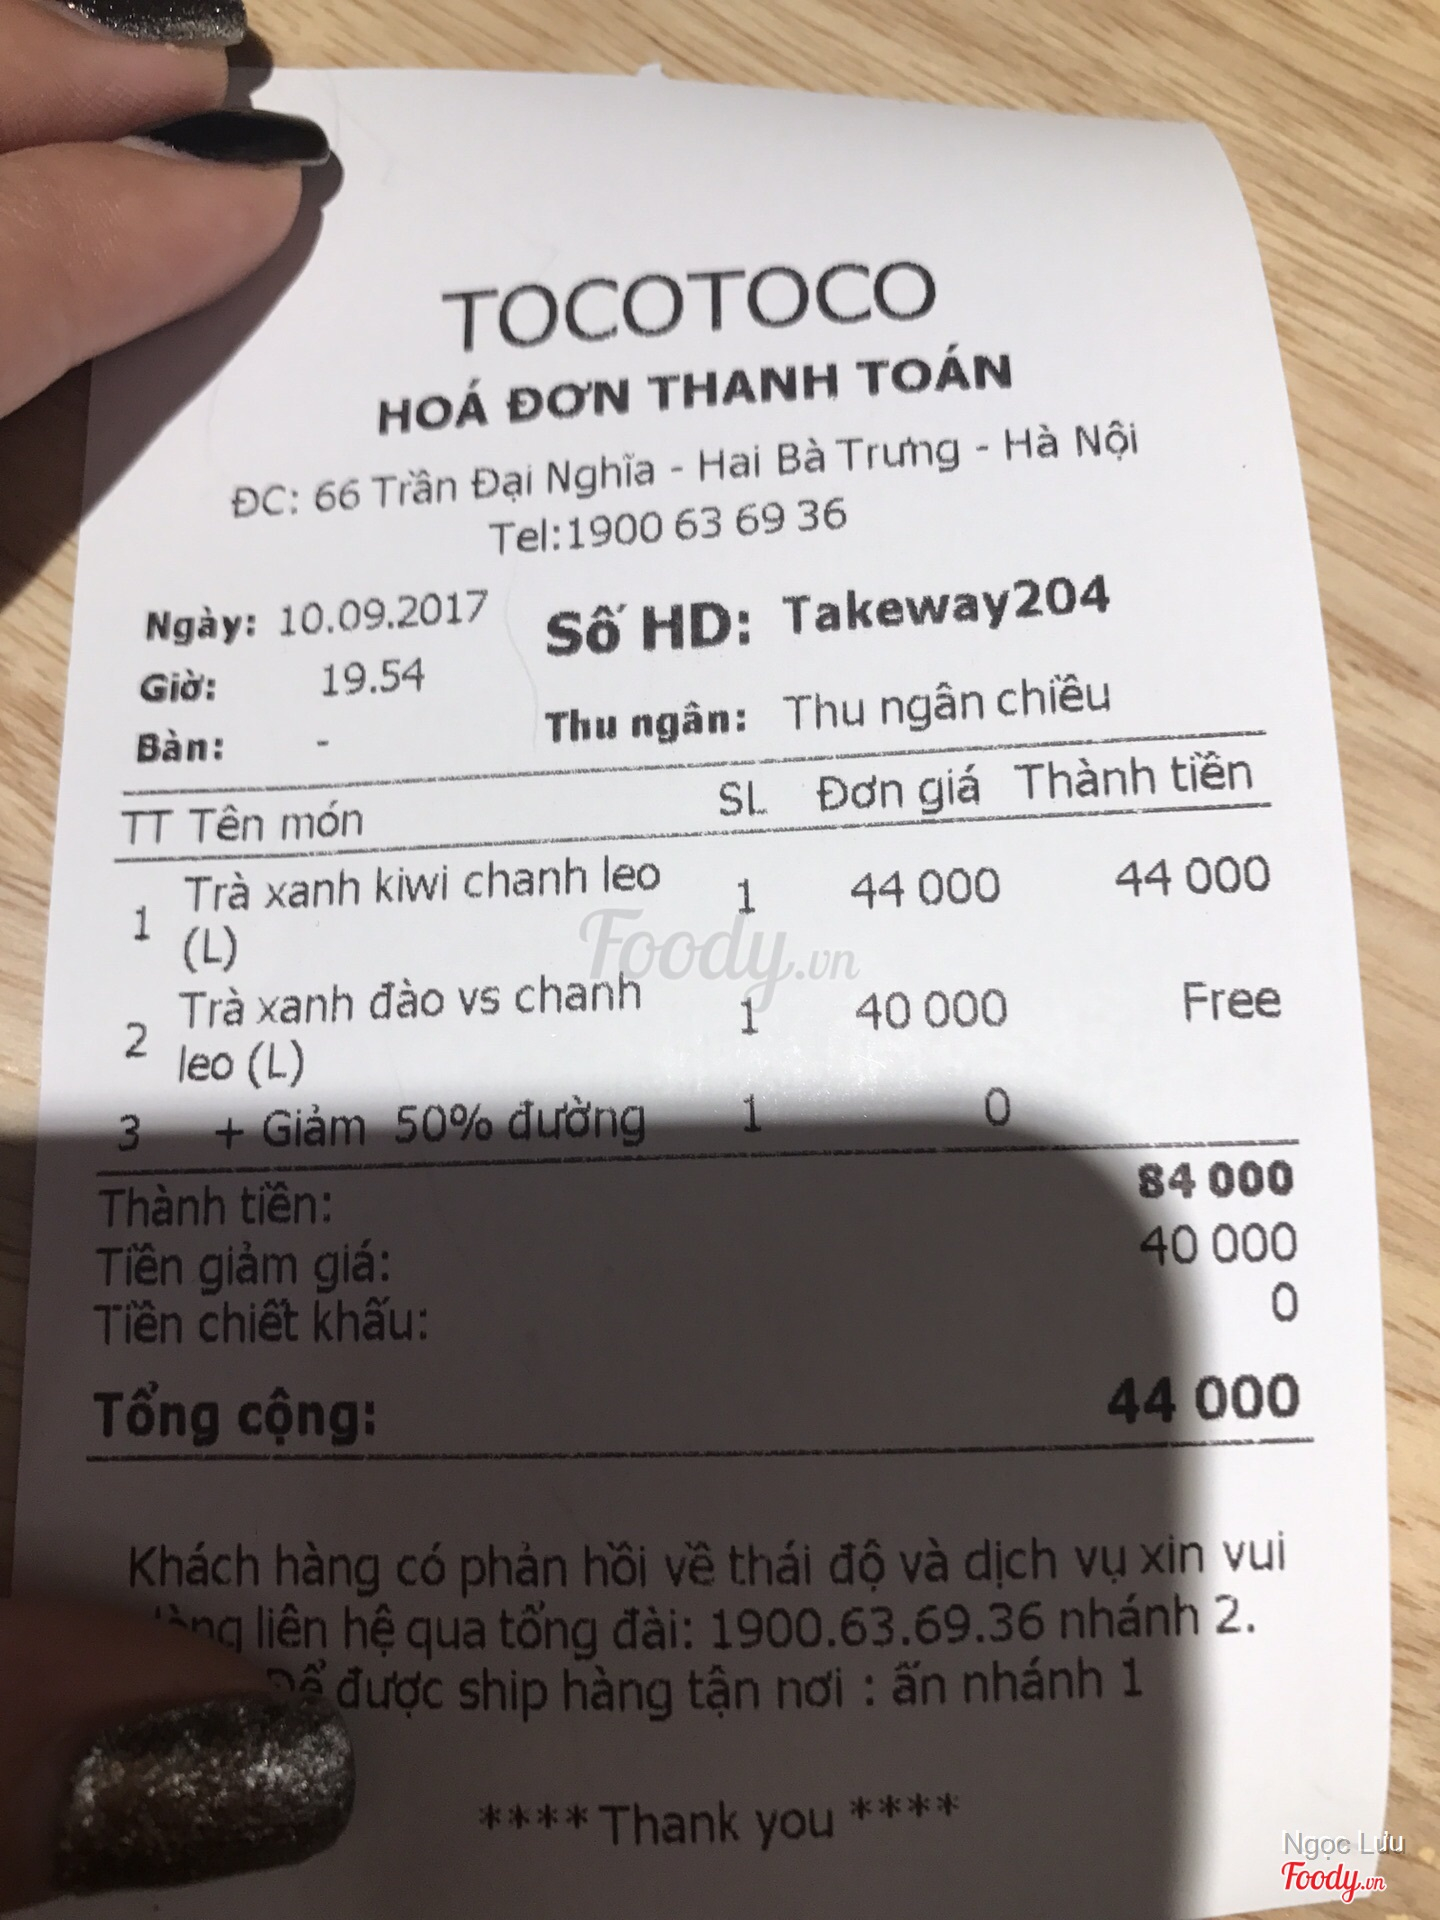 TOCOTOCO
HOÁ ĐƠN THANH TOÁN
ĐC: 66 Trần Đại Nghĩa - Hai Bà Trưng - Hà Nội
Tel:1900 63 69 36
Ngày: 10.09.2017 Số HD: Takeway204
Giờ: 19.54
Bàn: - Thu ngân: Thu ngân chiều
TT Tên món SL Đơn giá Thành tiền
1 Trà xanh kiwi chanh leo 1 44 000 44 000
(L)
Foody.vn
2 Trà xanh đào vs chanh 1 40 000 Free
leo (L)
3 + Giảm 50% đường 1 0
Thành tiền: 84 000
Tiền giảm giá: 40 000
Tiền chiết khấu: 0
Tổng cộng: 44 000
Khách hàng có phản hồi về thái độ và dịch vụ xin vui
liên hệ qua tổng đài: 1900.63.69.36 nhánh 2.
Để được ship hàng tận nơi : ấn nhánh 1
**** Thank you ****
Ngọc Lưu
Foody.vn